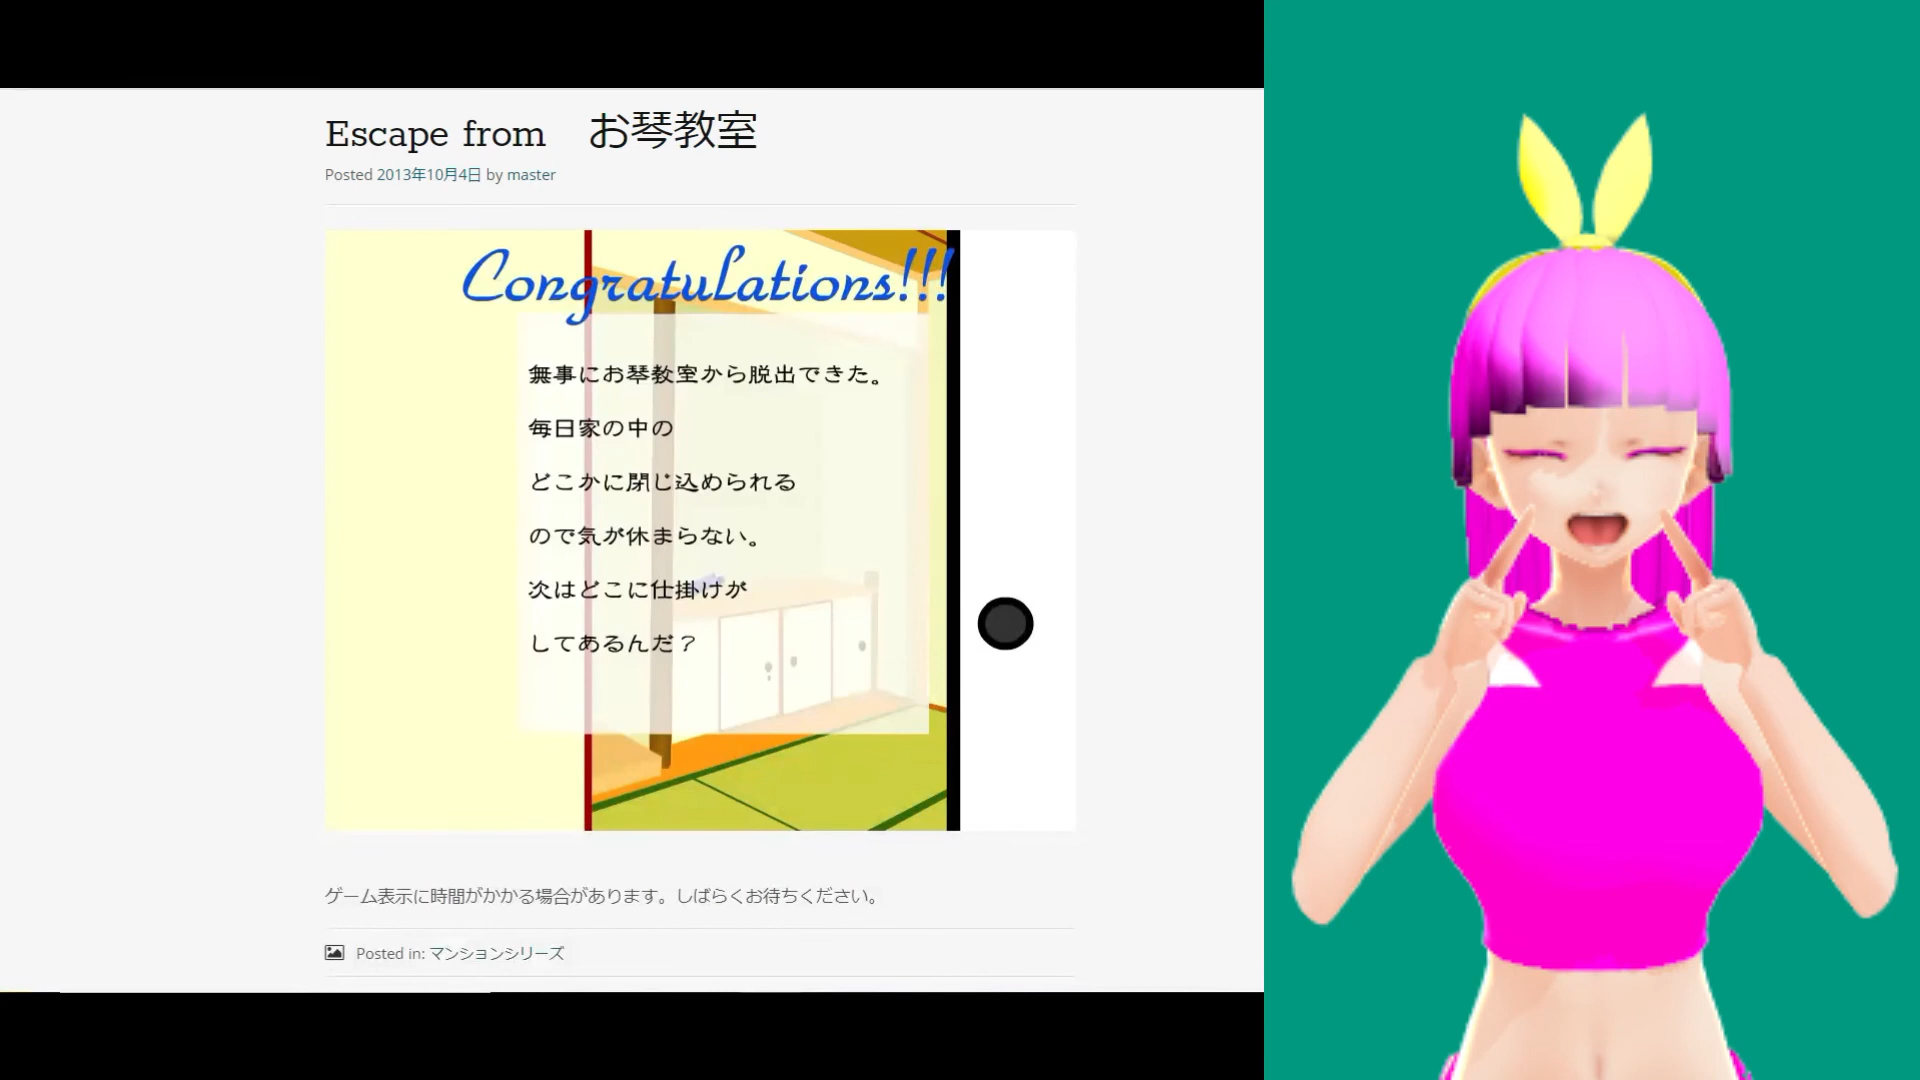 Escape from　お琴教室
Posted 2013年10月4日 by master
Congratulations!!!
無事にお琴教室から脱出できた。
毎日家の中の
どこかに閉じ込められる
ので気が休まらない。
次はどこに仕掛けが
してあるんだ？
ゲーム表示に時間がかかる場合があります。しばらくお待ちください。
Posted in: マンションシリーズ